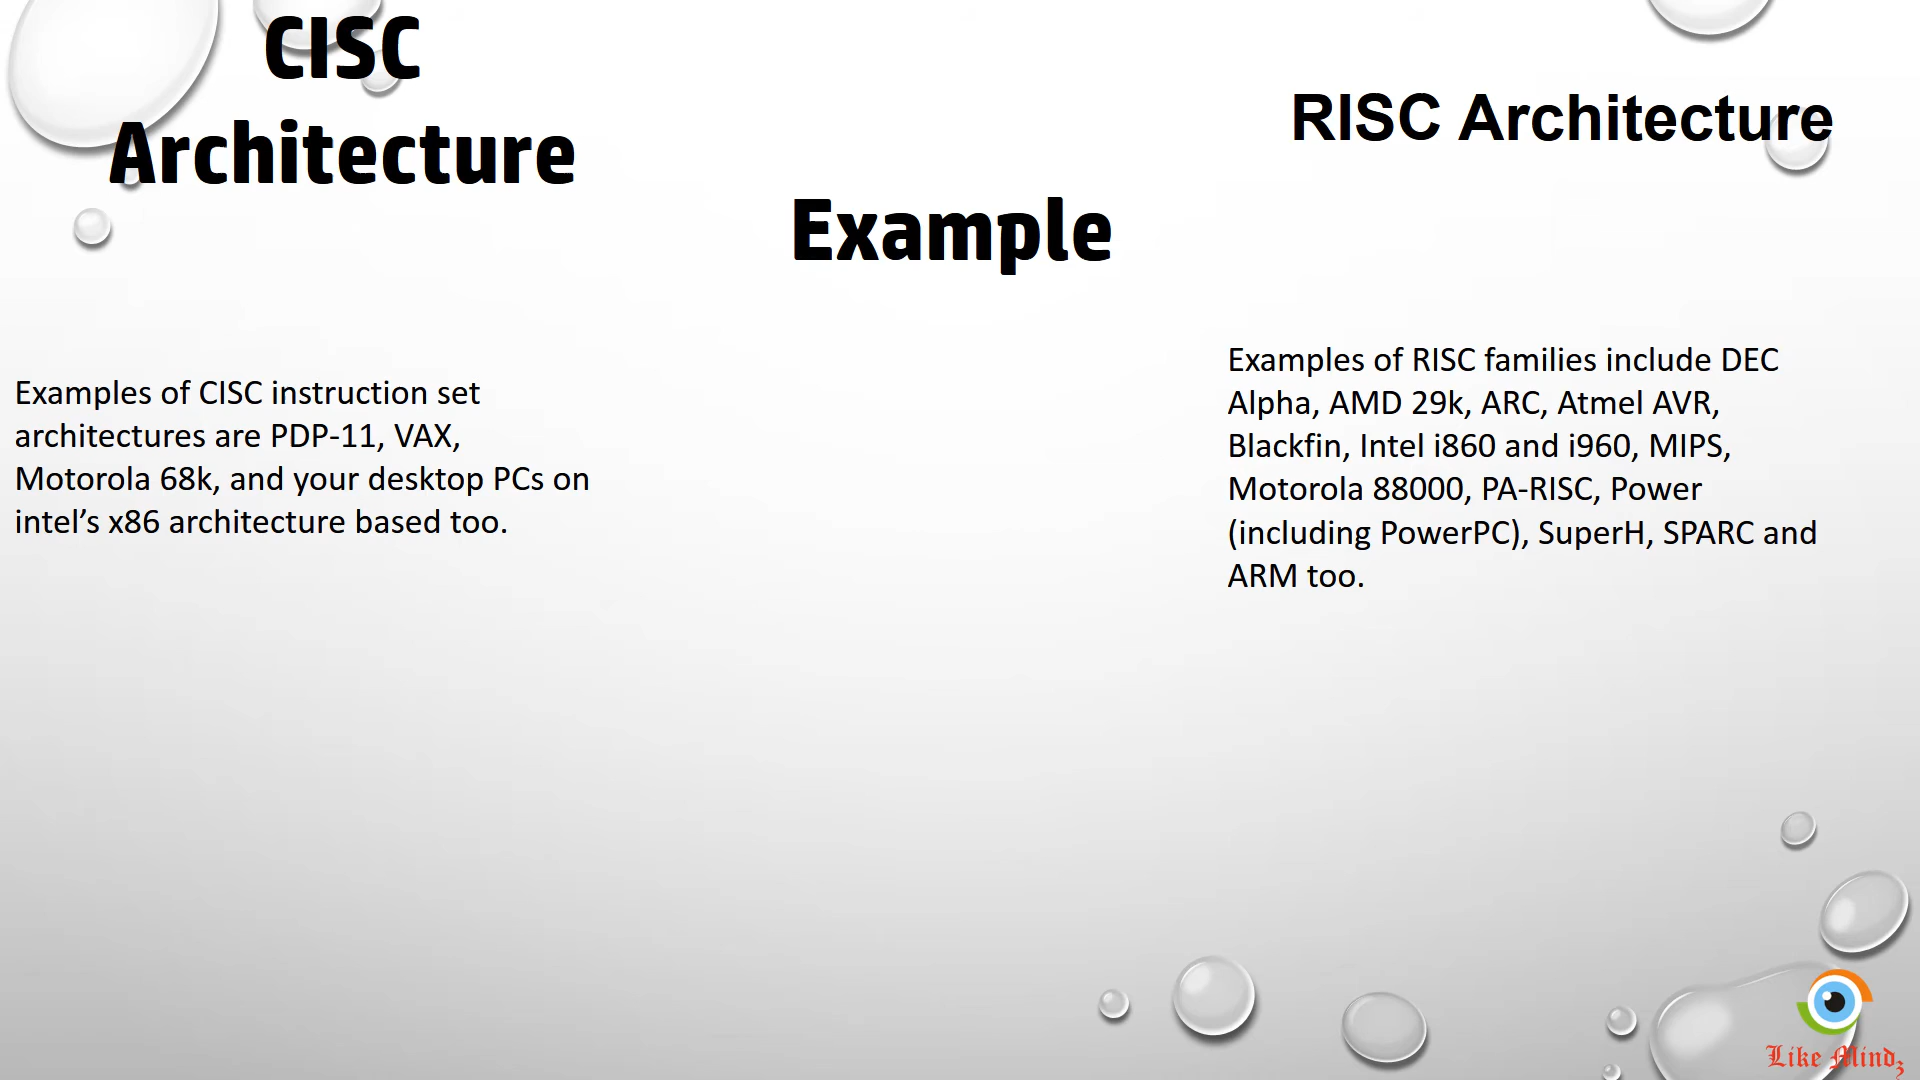 CISC
Architecture
RISC Architecture
Example
Examples of CISC instruction set
architectures are PDP-11, VAX,
Motorola 68k, and your desktop PCs on
intel’s x86 architecture based too.
Examples of RISC families include DEC
Alpha, AMD 29k, ARC, Atmel AVR,
Blackfin, Intel i860 and i960, MIPS,
Motorola 88000, PA-RISC, Power
(including PowerPC), SuperH, SPARC and
ARM too.
Like Mindz